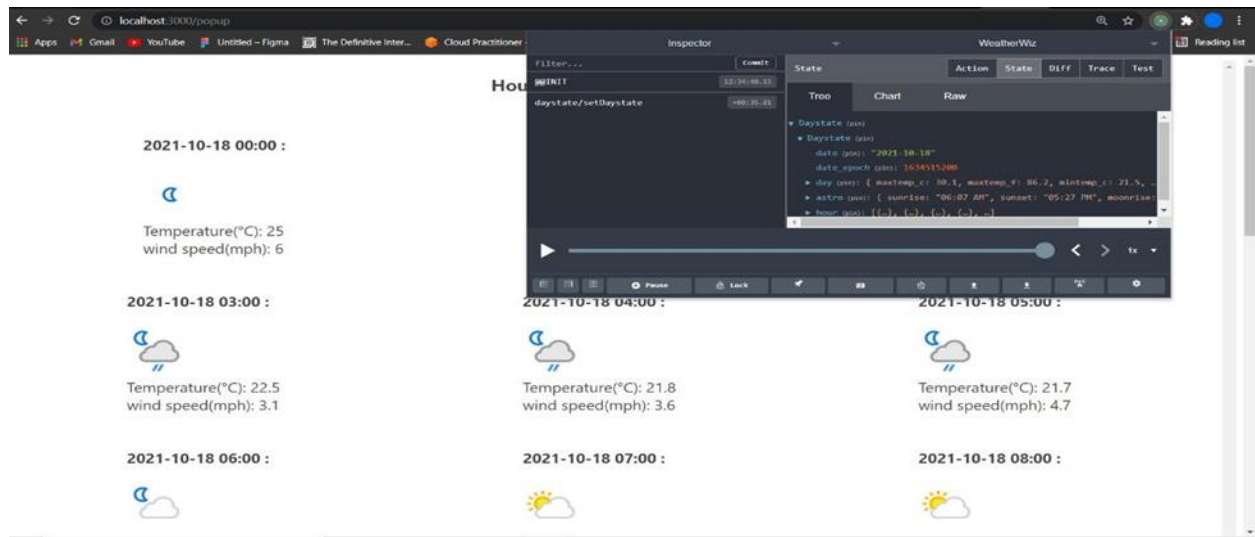 localhost:3000/popup
Apps Gmail YouTube Untitled – Figma The Definitive Inter... Cloud Practitioner Reading list
Inspector WeatherWiz
filter... Commit
@@INIT 12:34:40.15
daystate/setDaystate
State Action State Diff Trace Test
Tree Chart Raw
Daystate (pin)
Daystate (pin)
date (pin): "2021-10-18"
date_epoch (pin): 1634515200
day (pin): { maxtemp_c: 30.1, maxtemp_f: 86.2, mintemp_c: 21.5, …
astro (pin): { sunrise: "06:07 AM", sunset: "05:27 PM", moonrise:
hour (pin): [{…}, {…}, {…}, {…}, …]
1x
Pause Lock
Hou
2021-10-18 00:00 :
Temperature(°C): 25
wind speed(mph): 6
2021-10-18 03:00 : 2021-10-18 04:00 : 2021-10-18 05:00 :
Temperature(°C): 22.5 Temperature(°C): 21.8 Temperature(°C): 21.7
wind speed(mph): 3.1 wind speed(mph): 3.6 wind speed(mph): 4.7
2021-10-18 06:00 : 2021-10-18 07:00 : 2021-10-18 08:00 :